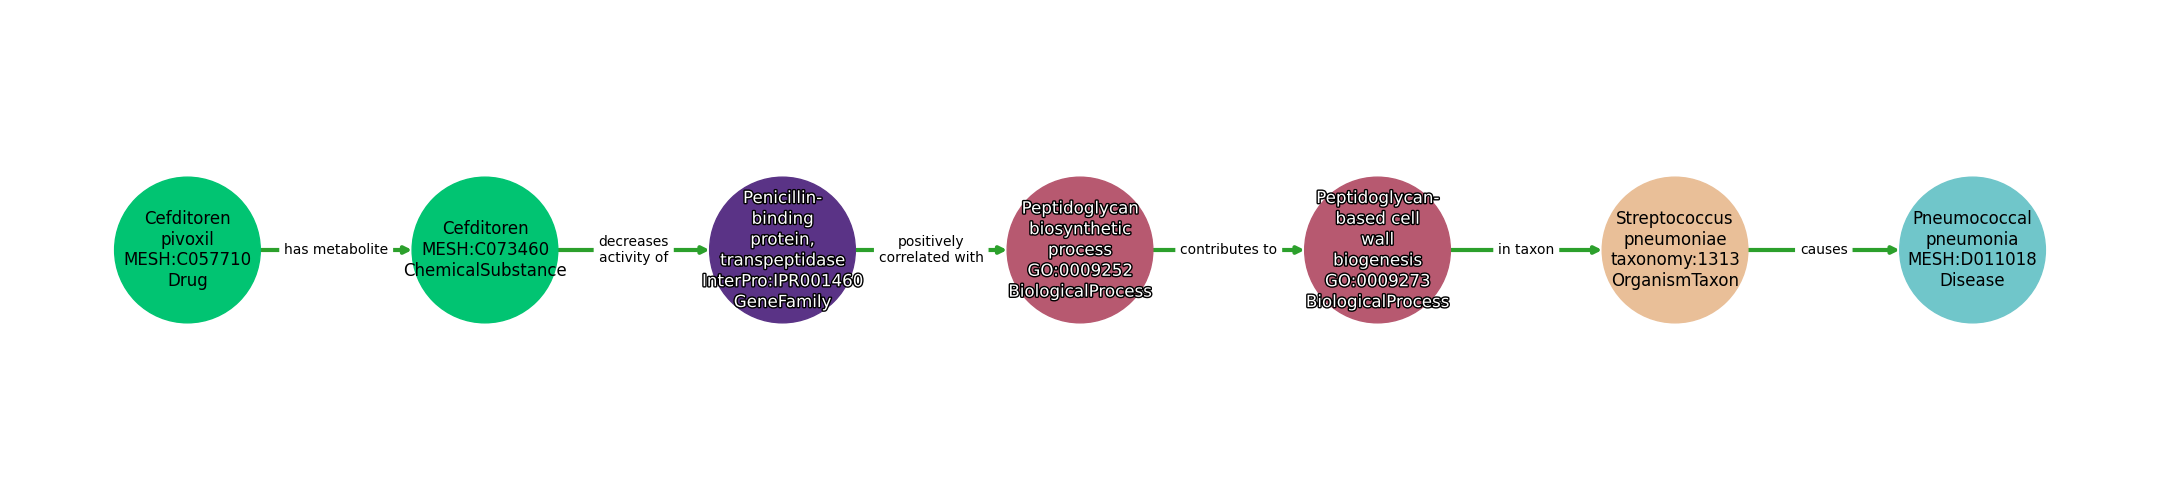 Cefditoren
pivoxil
MESH:C057710
Drug
has metabolite
Cefditoren
MESH:C073460
ChemicalSubstance
decreases
activity of
Penicillin-
binding
protein,
transpeptidase
InterPro:IPR001460
GeneFamily
positively
correlated with
Peptidoglycan
biosynthetic
process
GO:0009252
BiologicalProcess
contributes to
Peptidoglycan-
based cell
wall
biogenesis
GO:0009273
BiologicalProcess
in taxon
Streptococcus
pneumoniae
taxonomy:1313
OrganismTaxon
causes
Pneumococcal
pneumonia
MESH:D011018
Disease